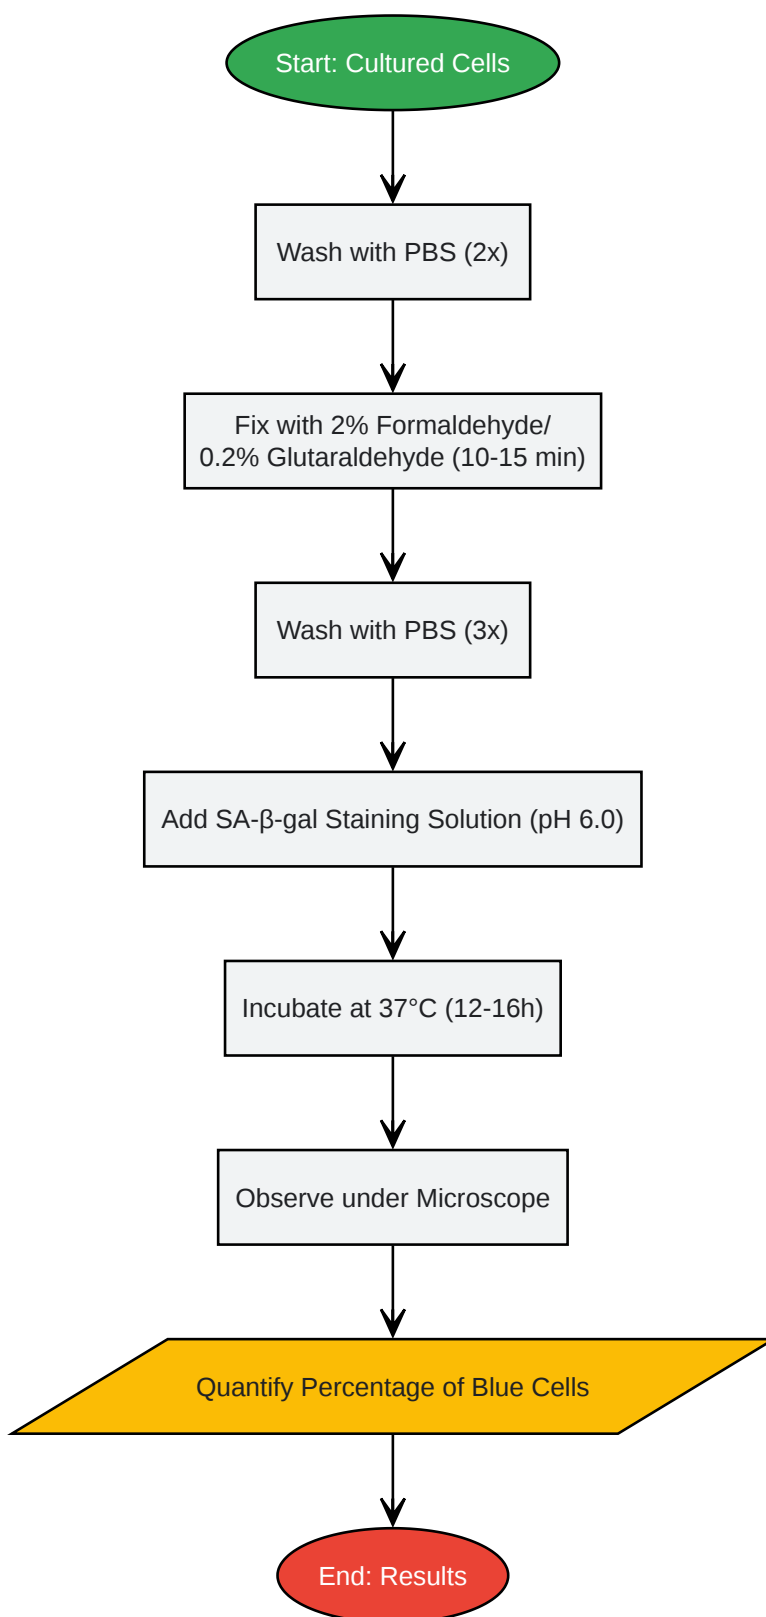 Start: Cultured Cells
Wash with PBS (2x)
Fix with 2% Formaldehyde/
0.2% Glutaraldehyde (10-15 min)
Wash with PBS (3x)
Add SA-β-gal Staining Solution (pH 6.0)
Incubate at 37°C (12-16h)
Observe under Microscope
Quantify Percentage of Blue Cells
End: Results